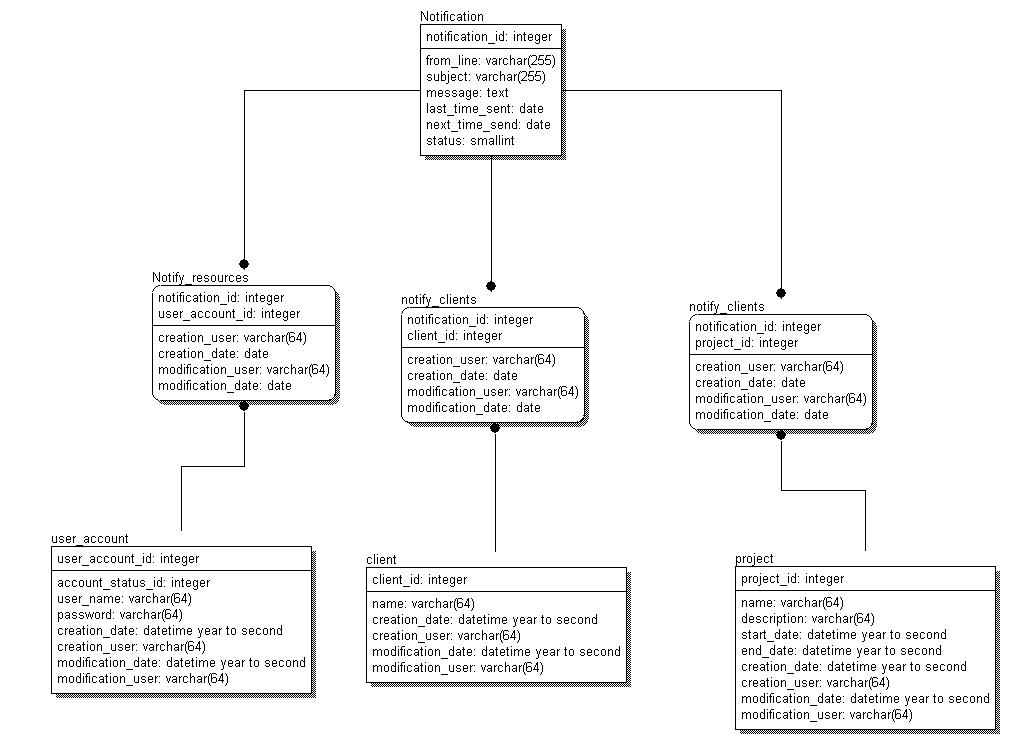 Notification
notification_id: integer
from_line: varchar(255)
subject: varchar(255)
message: text
last_time_sent: date
next_time_send: date
status: smallint
Notify_resources
notification_id: integer
user_account_id: integer
creation_user: varchar(64)
creation_date: date
modification_user: varchar(64)
modification_date: date
notify_clients
notification_id: integer
client_id: integer
creation_user: varchar(64)
creation_date: date
modification_user: varchar(64)
modification_date: date
notify_clients
notification_id: integer
project_id: integer
creation_user: varchar(64)
creation_date: date
modification_user: varchar(64)
modification_date: date
user_account
user_account_id: integer
account_status_id: integer
user_name: varchar(64)
password: varchar(64)
creation_date: datetime year to second
creation_user: varchar(64)
modification_date: datetime year to second
modification_user: varchar(64)
client
client_id: integer
name: varchar(64)
creation_date: datetime year to second
creation_user: varchar(64)
modification_date: datetime year to second
modification_user: varchar(64)
project
project_id: integer
name: varchar(64)
description: varchar(64)
start_date: datetime year to second
end_date: datetime year to second
creation_date: datetime year to second
creation_user: varchar(64)
modification_date: datetime year to second
modification_user: varchar(64)